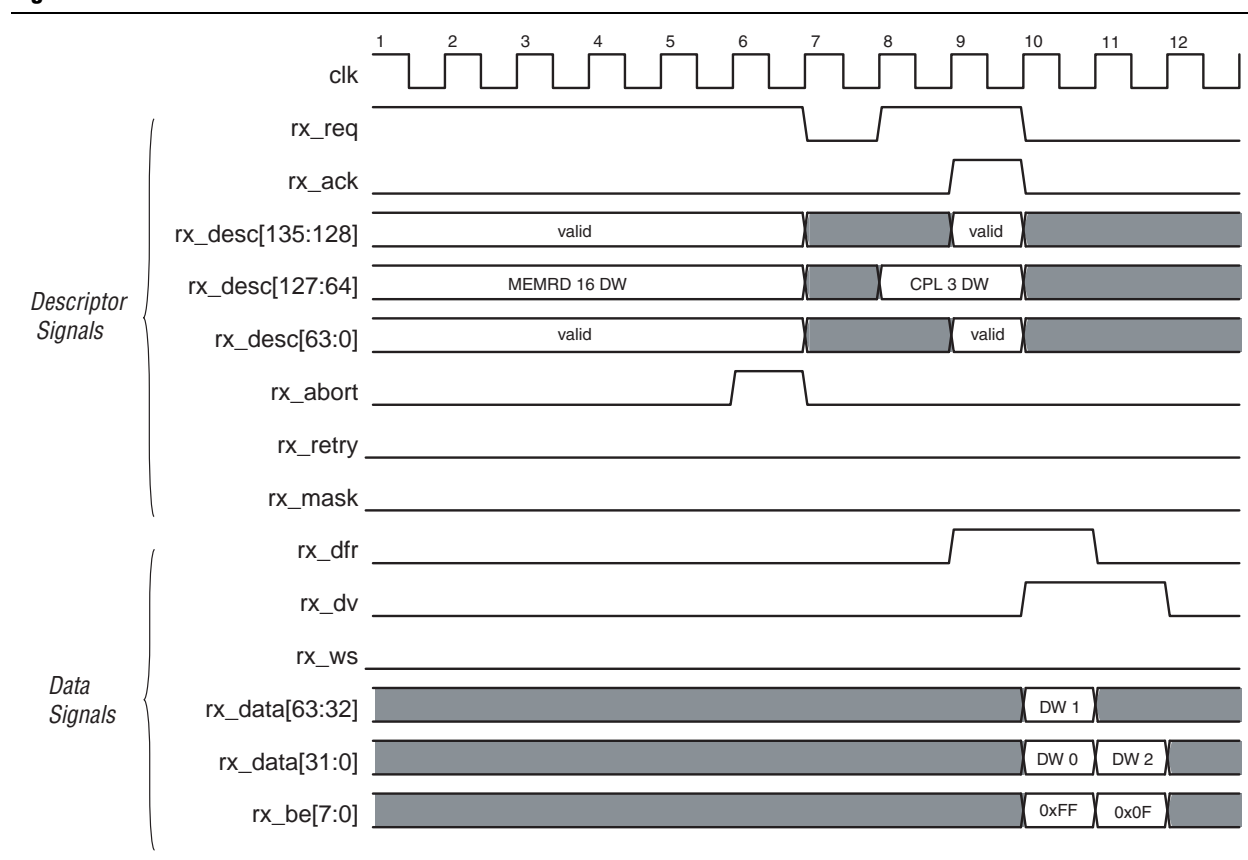 1 2 3 4 5 6 7 8 9 10 11 12
clk
rx_req
rx_ack
rx_desc[135:128] valid valid
rx_desc[127:64] MEMRD 16 DW CPL 3 DW
Descriptor
Signals
rx_desc[63:0] valid valid
rx_abort
rx_retry
rx_mask
rx_dfr
rx_dv
rx_ws
Data
Signals
rx_data[63:32] DW 1
rx_data[31:0] DW 0 DW 2
rx_be[7:0] 0xFF 0x0F